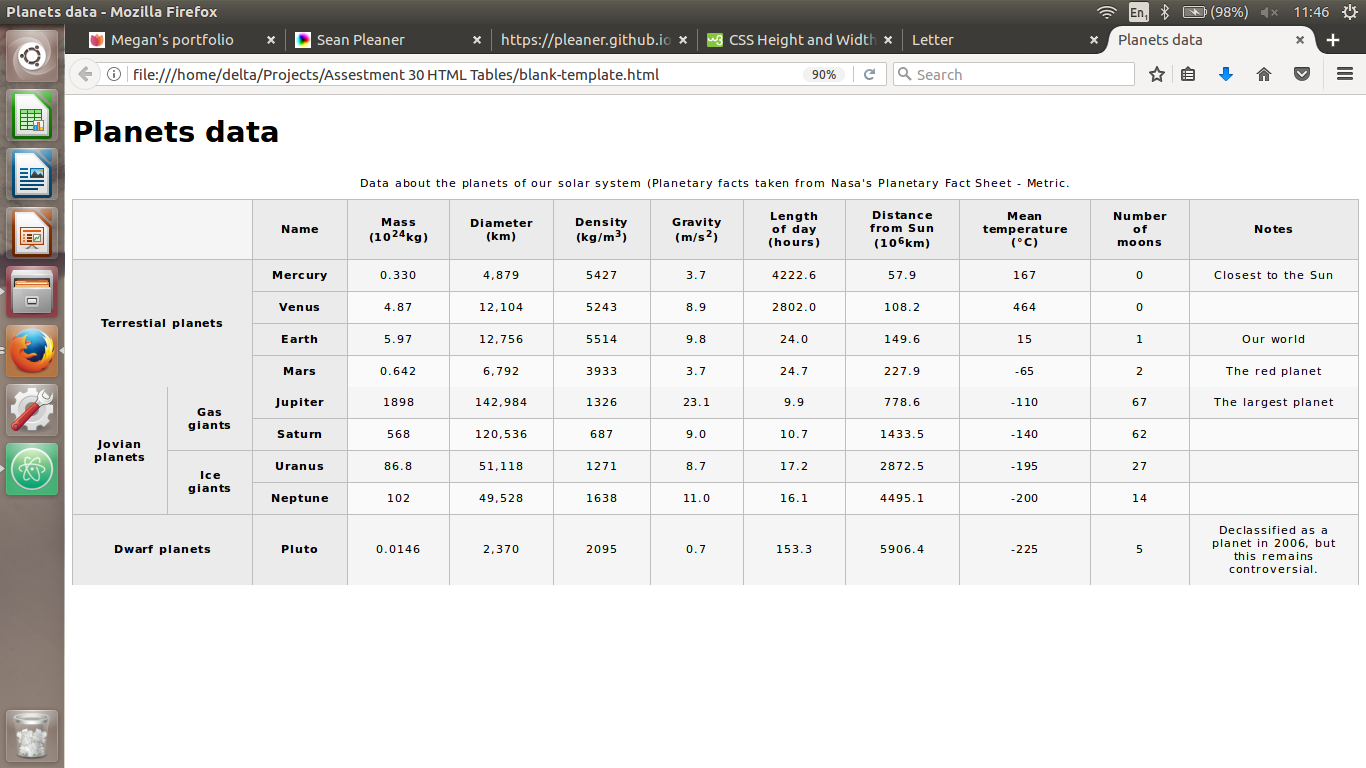 Planets data - Mozilla Firefox
En1 (98%) 11:46
Megan's portfolio × Sean Pleaner × https://pleaner.github.io × CSS Height and Width × Letter × Planets data × +
file:///home/delta/Projects/Assestment 30 HTML Tables/blank-template.html 90% Search
Planets data
Data about the planets of our solar system (Planetary facts taken from Nasa's Planetary Fact Sheet - Metric.
Name
Mass
(10²⁴kg)
Diameter
(km)
Density
(kg/m³)
Gravity
(m/s²)
Length
of day
(hours)
Distance
from Sun
(10⁶km)
Mean
temperature
(°C)
Number
of
moons
Notes
Terrestial planets
Mercury 0.330 4,879 5427 3.7 4222.6 57.9 167 0 Closest to the Sun
Venus 4.87 12,104 5243 8.9 2802.0 108.2 464 0
Earth 5.97 12,756 5514 9.8 24.0 149.6 15 1 Our world
Mars 0.642 6,792 3933 3.7 24.7 227.9 -65 2 The red planet
Jovian
planets
Gas
giants
Jupiter 1898 142,984 1326 23.1 9.9 778.6 -110 67 The largest planet
Saturn 568 120,536 687 9.0 10.7 1433.5 -140 62
Ice
giants
Uranus 86.8 51,118 1271 8.7 17.2 2872.5 -195 27
Neptune 102 49,528 1638 11.0 16.1 4495.1 -200 14
Dwarf planets
Pluto 0.0146 2,370 2095 0.7 153.3 5906.4 -225 5
Declassified as a
planet in 2006, but
this remains
controversial.